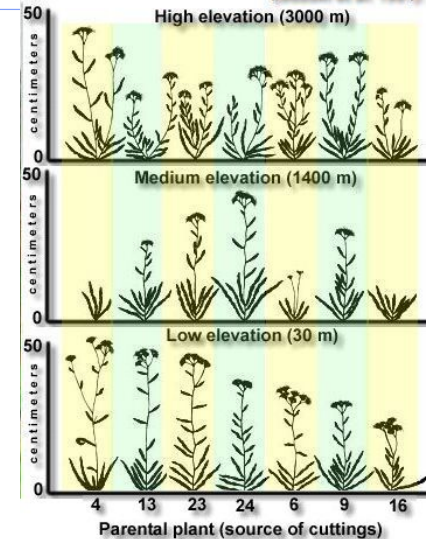 50
High elevation (3000 m)
centimeters
0
50
Medium elevation (1400 m)
centimeters
0
50
Low elevation (30 m)
centimeters
0
4 13 23 24 6 9 16
Parental plant (source of cuttings)